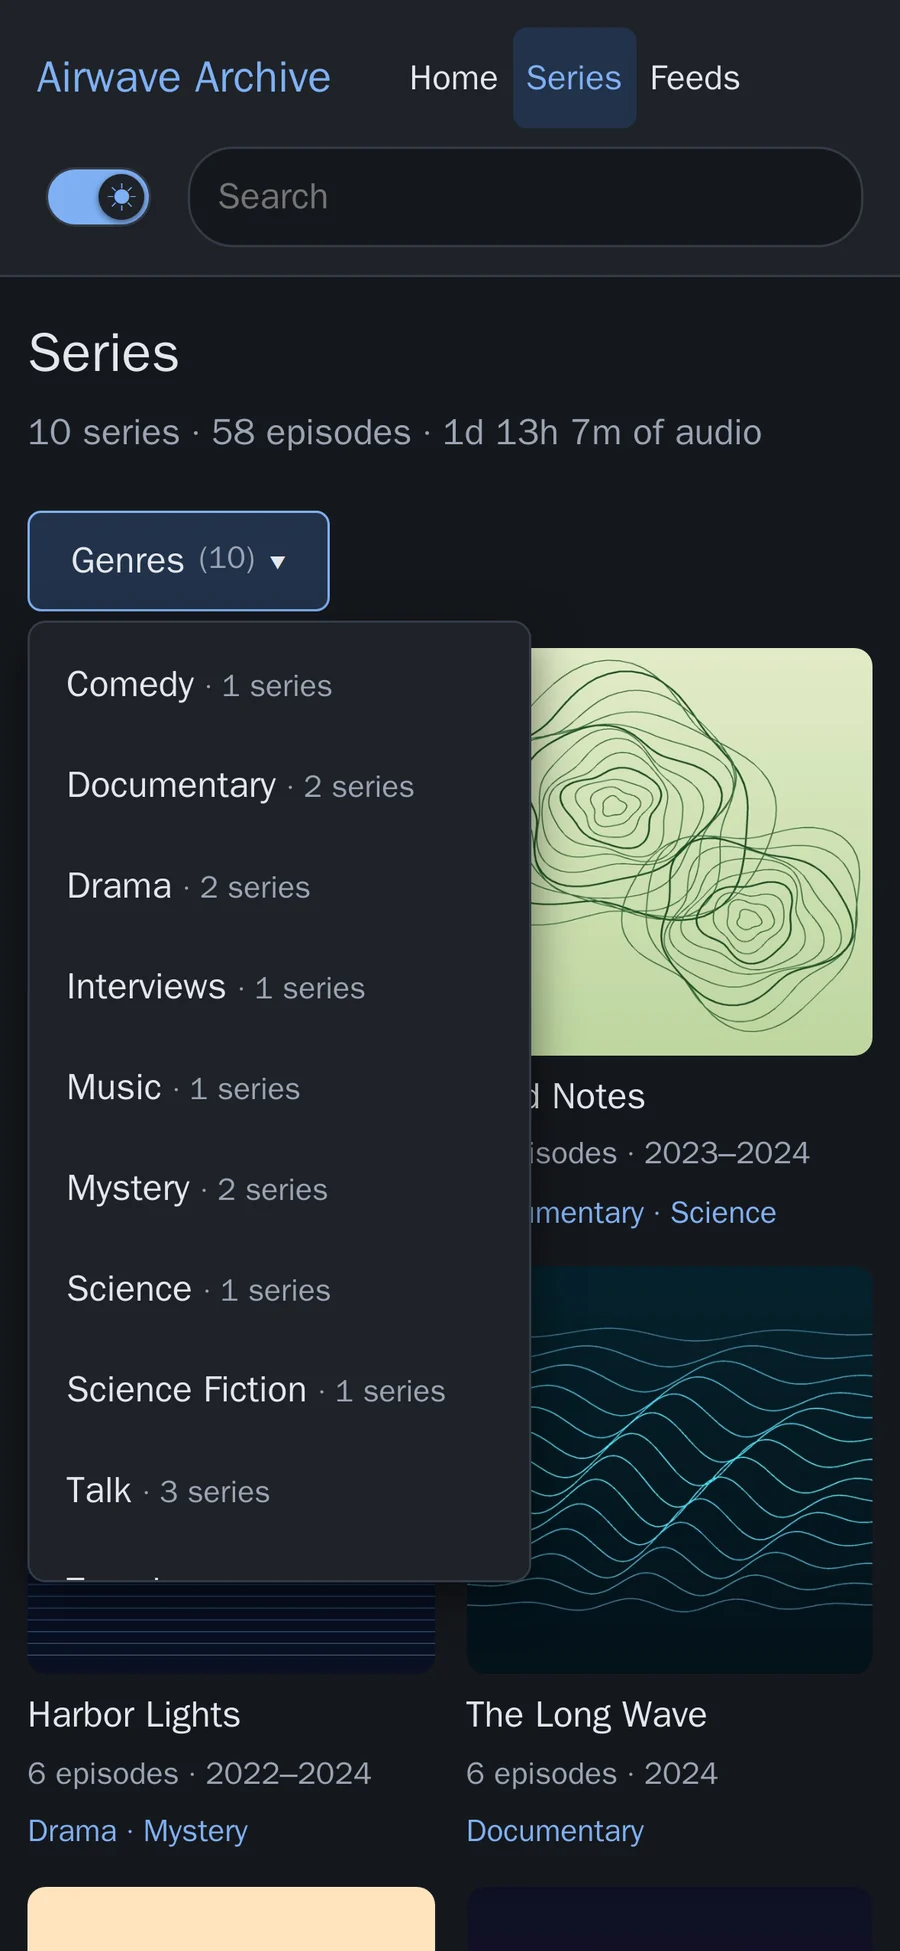 Airwave Archive Home Series Feeds
Search
Series
10 series · 58 episodes · 1d 13h 7m of audio
Genres (10) ▼
Comedy · 1 series
Documentary · 2 series
Drama · 2 series
Interviews · 1 series
Music · 1 series
Mystery · 2 series
Science · 1 series
Science Fiction · 1 series
Talk · 3 series
Notes
· 2023–2024
· Science
Harbor Lights
6 episodes · 2022–2024
Drama · Mystery
The Long Wave
6 episodes · 2024
Documentary